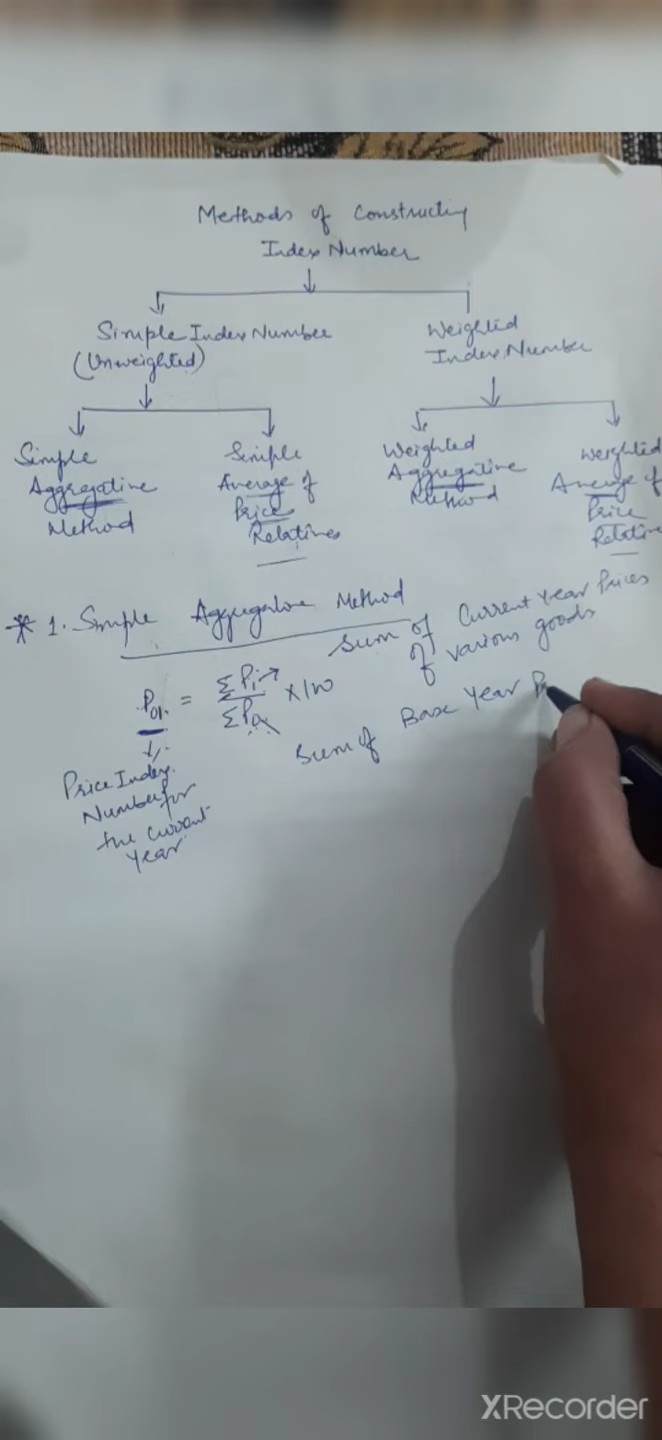 Methods of Constructing
Index Number
Simple Index Number
(Unweighted)
Weighted
Index Number
Simple
Aggregative
Method
Simple
Average of
Price
Relatives
Weighted
Aggregative
Method
Weighted
Average of
Price
Relative
* 1. Simple Aggregative Method
P01 = ΣP1 / ΣP0 × 100
Sum of Current Year Prices
of various goods
Sum of Base Year P
Price Index
Number for
the Current
Year
XRecorder